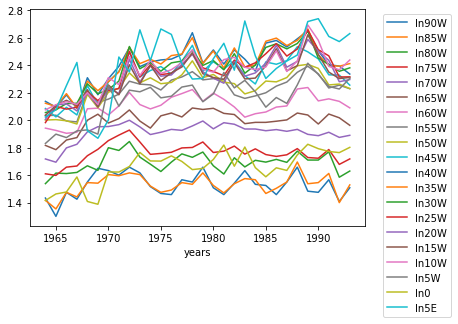 2.8
2.6
2.4
2.2
2.0
1.8
1.6
1.4
1965 1970 1975 1980 1985 1990
years
ln90W
ln85W
ln80W
ln75W
ln70W
ln65W
ln60W
ln55W
ln50W
ln45W
ln40W
ln35W
ln30W
ln25W
ln20W
ln15W
ln10W
ln5W
ln0
ln5E